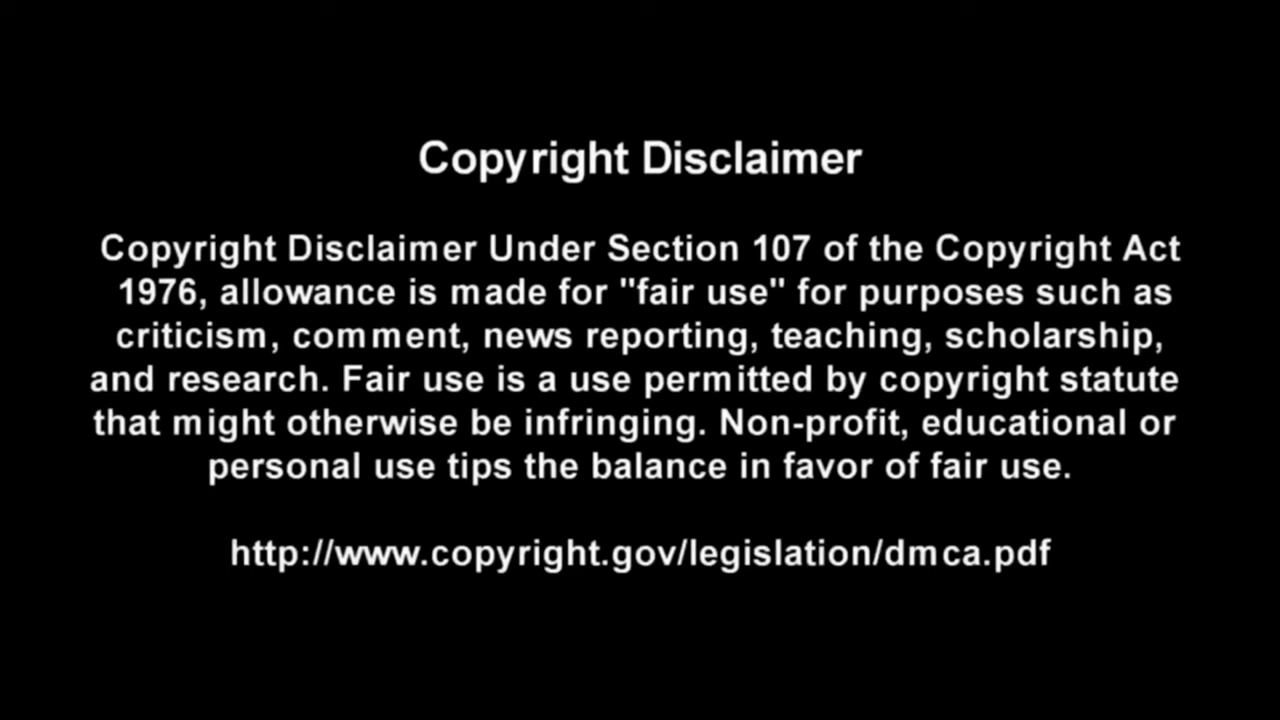 Copyright Disclaimer
Copyright Disclaimer Under Section 107 of the Copyright Act
1976, allowance is made for "fair use" for purposes such as
criticism, comment, news reporting, teaching, scholarship,
and research. Fair use is a use permitted by copyright statute
that might otherwise be infringing. Non-profit, educational or
personal use tips the balance in favor of fair use.
http://www.copyright.gov/legislation/dmca.pdf